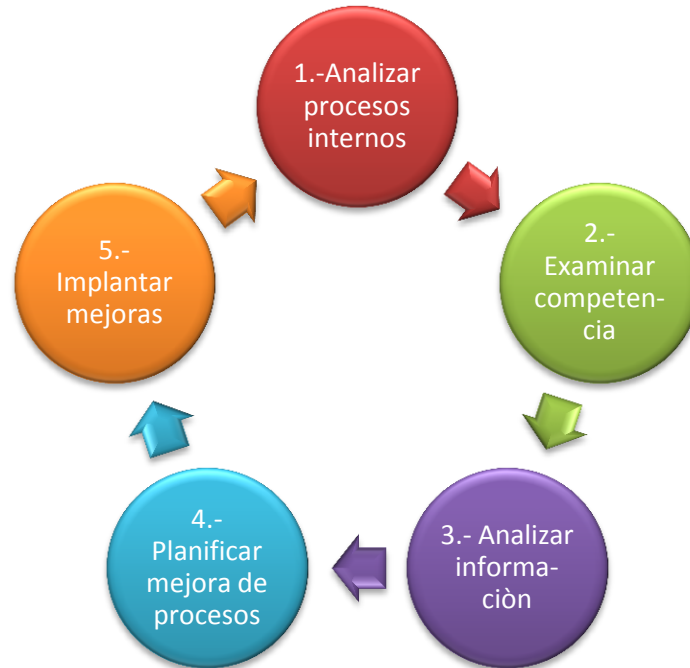 1.-Analizar
procesos
internos
2.-
Examinar
competen-
cia
3.- Analizar
informa-
ciòn
4.-
Planificar
mejora de
procesos
5.-
Implantar
mejoras